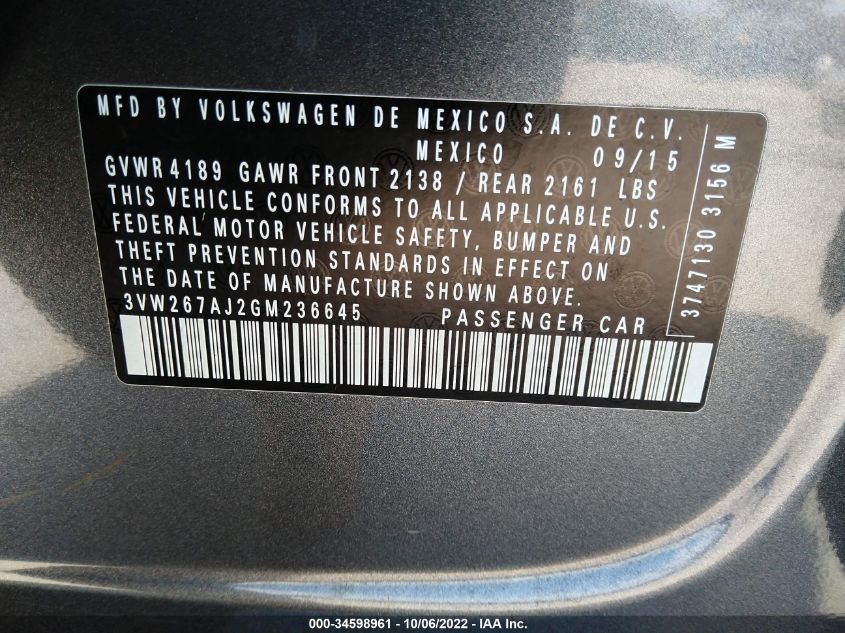 MFD BY VOLKSWAGEN DE MEXICO S.A. DE C.V.
MEXICO 09/15
GVWR 4189 GAWR FRONT 2138 / REAR 2161 LBS
THIS VEHICLE CONFORMS TO ALL APPLICABLE U.S.
FEDERAL MOTOR VEHICLE SAFETY, BUMPER AND
THEFT PREVENTION STANDARDS IN EFFECT ON
THE DATE OF MANUFACTURE SHOWN ABOVE.
3VW267AJ2GM236645 PASSENGER CAR
3747130 3156 M
000-34598961 - 10/06/2022 - IAA Inc.